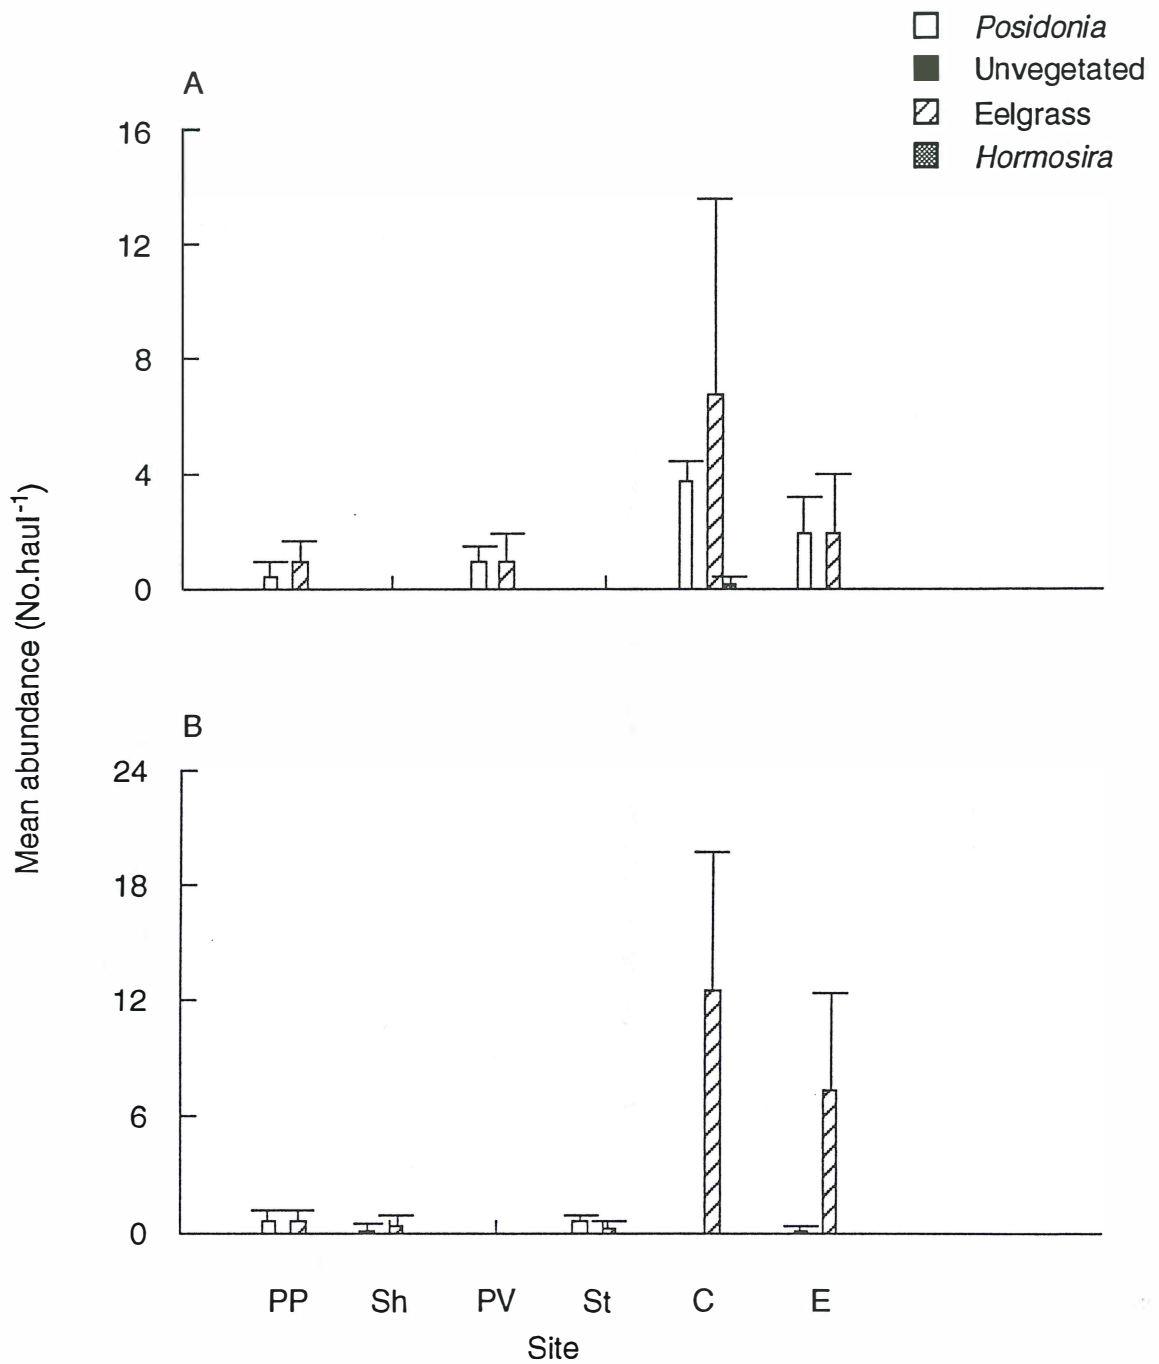 Posidonia
Unvegetated
Eelgrass
Hormosira
A
16
12
8
4
0
Mean abundance (No.haul-1)
B
24
18
12
6
0
PP Sh PV St C E
Site